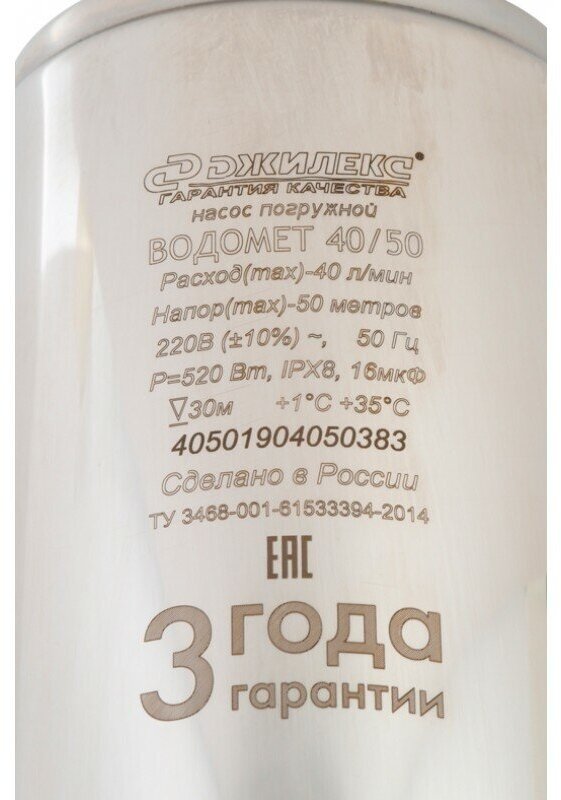 ДЖИЛЕКС®
ГАРАНТИЯ КАЧЕСТВА
насос погружной
ВОДОМЕТ 40/50
Расход(max)-40 л/мин
Напор(max)-50 метров
220В (±10%) ~, 50 Гц
P=520 Вт, IPX8, 16мкФ
▽30м +1°C +35°C
40501904050383
Сделано в России
ТУ 3468-001-61533394-2014
EAC
3 года
гарантии